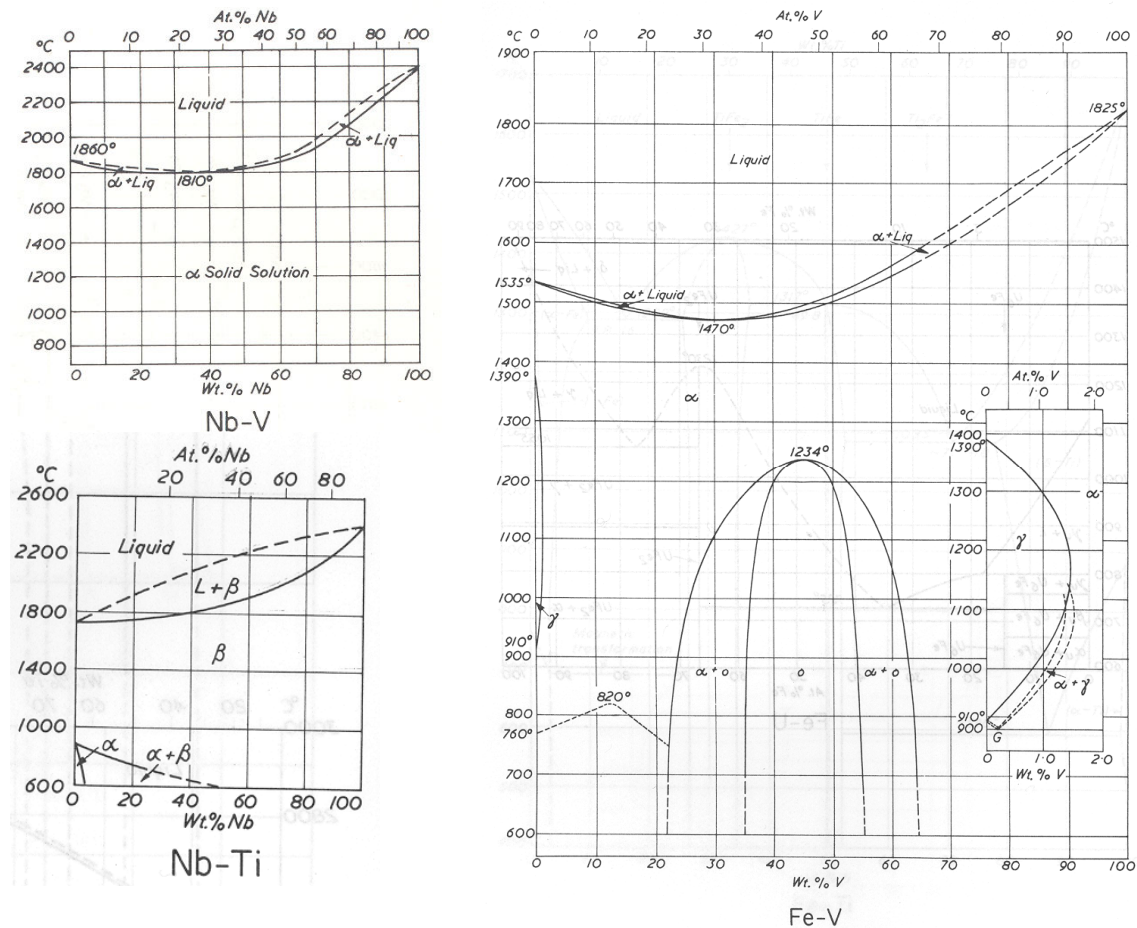 At.% Nb
°C 0 10 20 30 40 50 60 80 100
2400
Liquid
2200
2000
α+Liq
1860°
1800
α+Liq 1810°
1600
1400
α Solid Solution
1200
1000
800
0 20 40 60 80 100
Wt.% Nb
Nb-V
At.% Nb
°C 20 40 60 80
2600
Liquid
2200
L+β
1800
β
1400
1000
α α+β
600
0 20 40 60 80 100
Wt.% Nb
Nb-Ti
At.% V
°C 0 10 20 30 40 50 60 70 80 90 100
1900
1825°
1800
Liquid
1700
1600
α+Liq
1535°
α+Liquid
1500
1470°
1400
1390°
α
1300
1234°
1200
1100
1000
γ
910°
900
α+σ σ α+σ
820°
800
760°
700
600
0 10 20 30 40 50 60 70 80 90 100
Wt.% V
Fe-V
At.% V
0 1·0 2·0
°C
1400
1390°
1300
α
γ
1200
1100
1000
α+γ
910°
900
G
0 1·0 2·0
Wt.% V